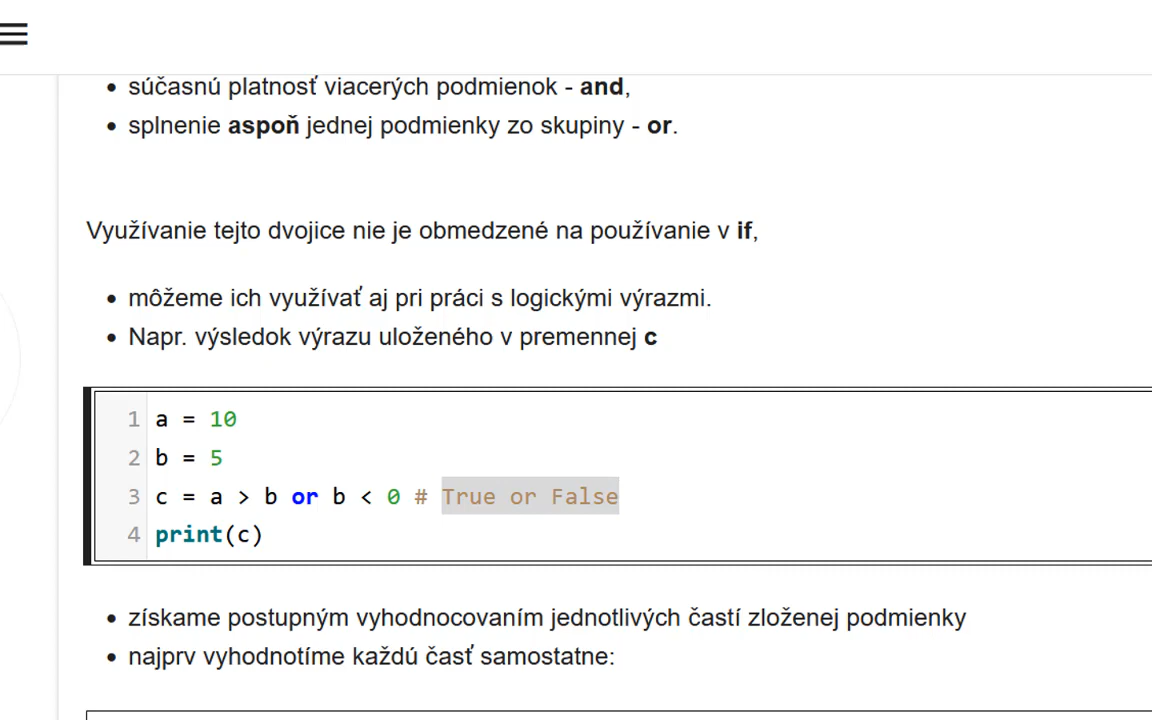 súčasnú platnosť viacerých podmienok - and,
splnenie aspoň jednej podmienky zo skupiny - or.
Využívanie tejto dvojice nie je obmedzené na používanie v if,
môžeme ich využívať aj pri práci s logickými výrazmi.
Napr. výsledok výrazu uloženého v premennej c
1 a = 10
2 b = 5
3 c = a > b or b < 0 # True or False
4 print(c)
získame postupným vyhodnocovaním jednotlivých častí zloženej podmienky
najprv vyhodnotíme každú časť samostatne: